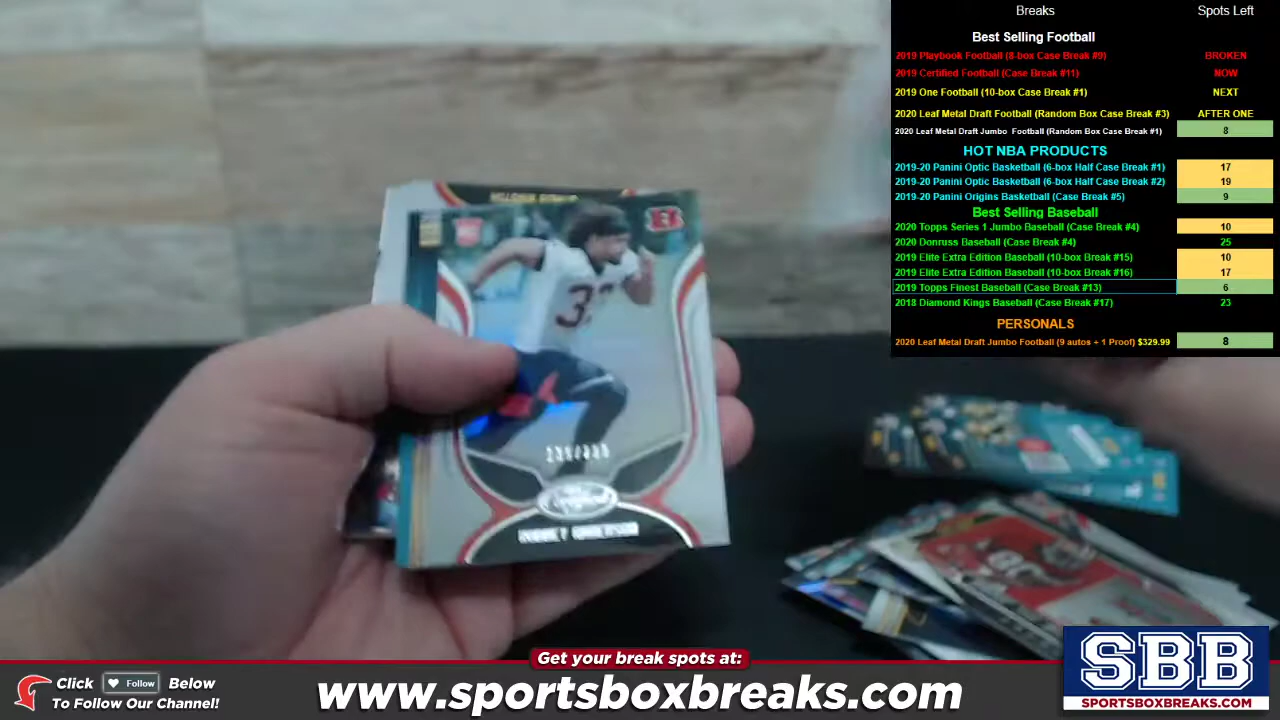 Breaks Spots Left
Best Selling Football
2019 Playbook Football (8-box Case Break #9) BROKEN
2019 Certified Football (Case Break #11) NOW
2019 One Football (10-box Case Break #1) NEXT
2020 Leaf Metal Draft Football (Random Box Case Break #3) AFTER ONE
2020 Leaf Metal Draft Jumbo Football (Random Box Case Break #1) 8
HOT NBA PRODUCTS
2019-20 Panini Optic Basketball (6-box Half Case Break #1) 17
2019-20 Panini Optic Basketball (6-box Half Case Break #2) 19
2019-20 Panini Origins Basketball (Case Break #5) 9
Best Selling Baseball
2020 Topps Series 1 Jumbo Baseball (Case Break #4) 10
2020 Donruss Baseball (Case Break #4) 25
2019 Elite Extra Edition Baseball (10-box Break #15) 10
2019 Elite Extra Edition Baseball (10-box Break #16) 17
2019 Topps Finest Baseball (Case Break #13) 6
2018 Diamond Kings Baseball (Case Break #17) 23
PERSONALS
2020 Leaf Metal Draft Jumbo Football (9 autos + 1 Proof) $329.99 8
RODNEY ANDERSON
Get your break spots at:
Click Follow Below
To Follow Our Channel!
www.sportsboxbreaks.com
SBB
SPORTSBOXBREAKS.COM